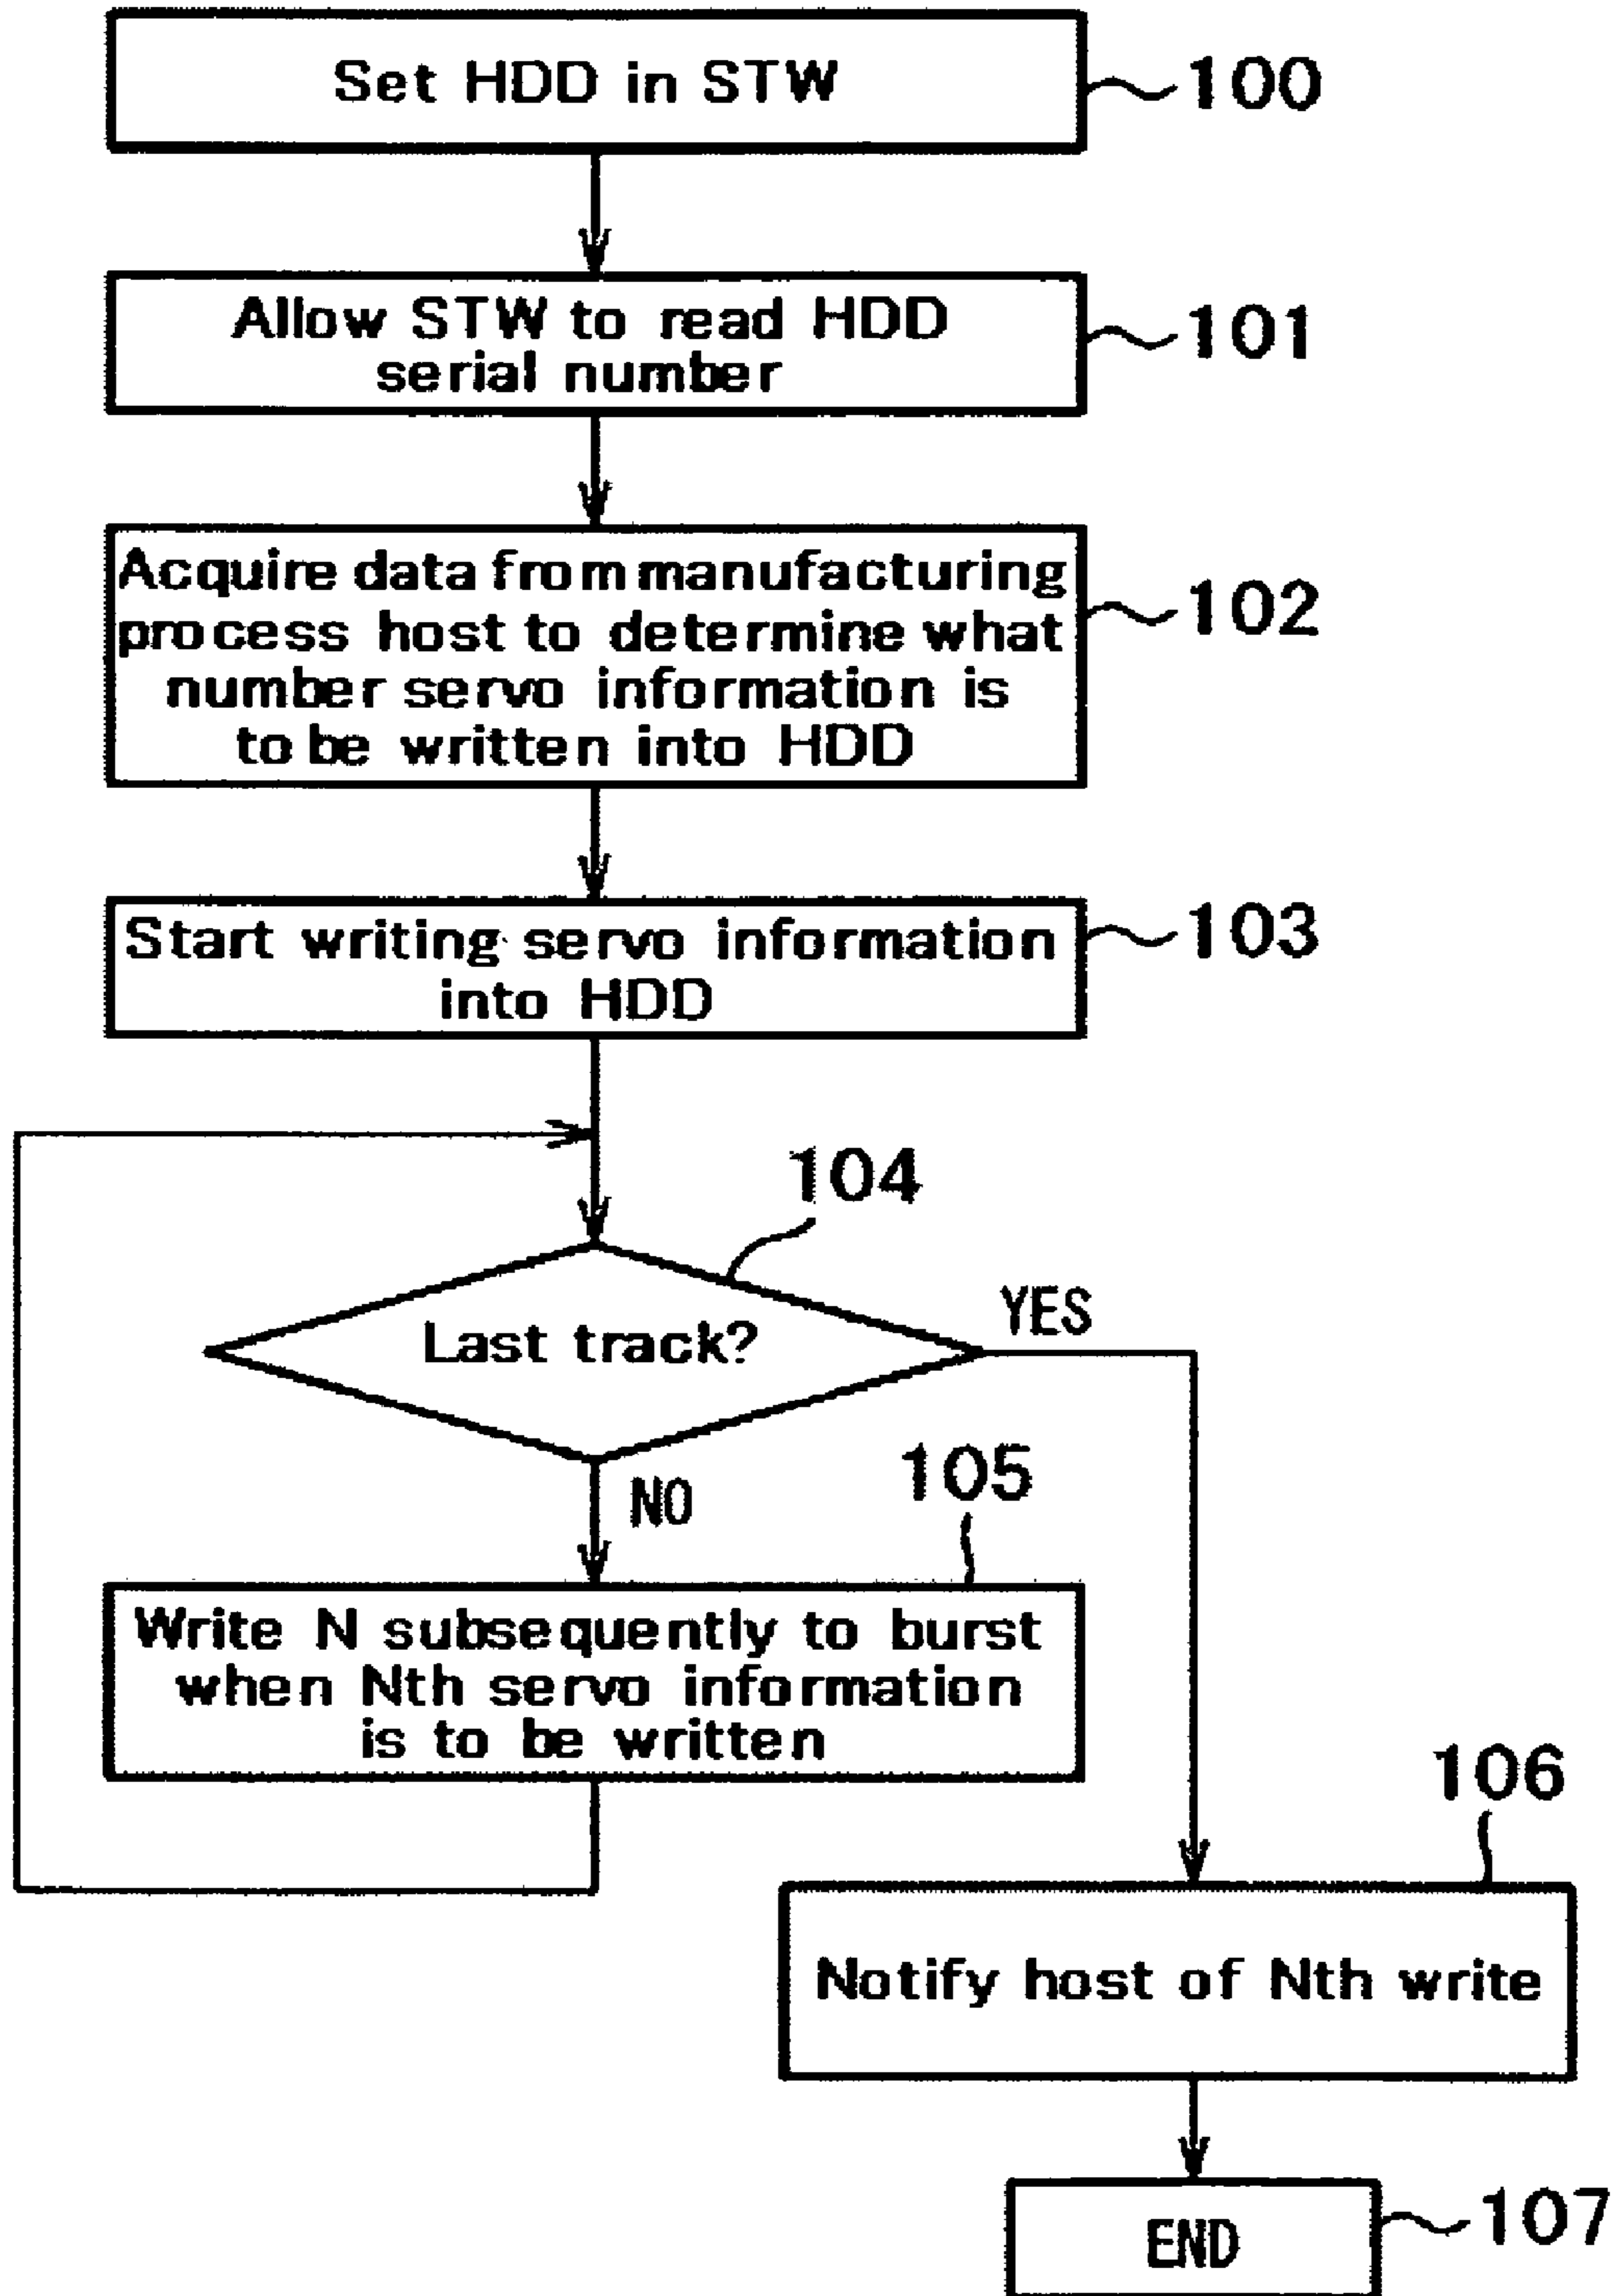 Set HDD in STW
100
Allow STW to read HDD
serial number
101
Acquire data from manufacturing
process host to determine what
number servo information is
to be written into HDD
102
Start writing servo information
into HDD
103
104
Last track?
YES
NO
105
Write N subsequently to burst
when Nth servo information
is to be written
106
Notify host of Nth write
END
107